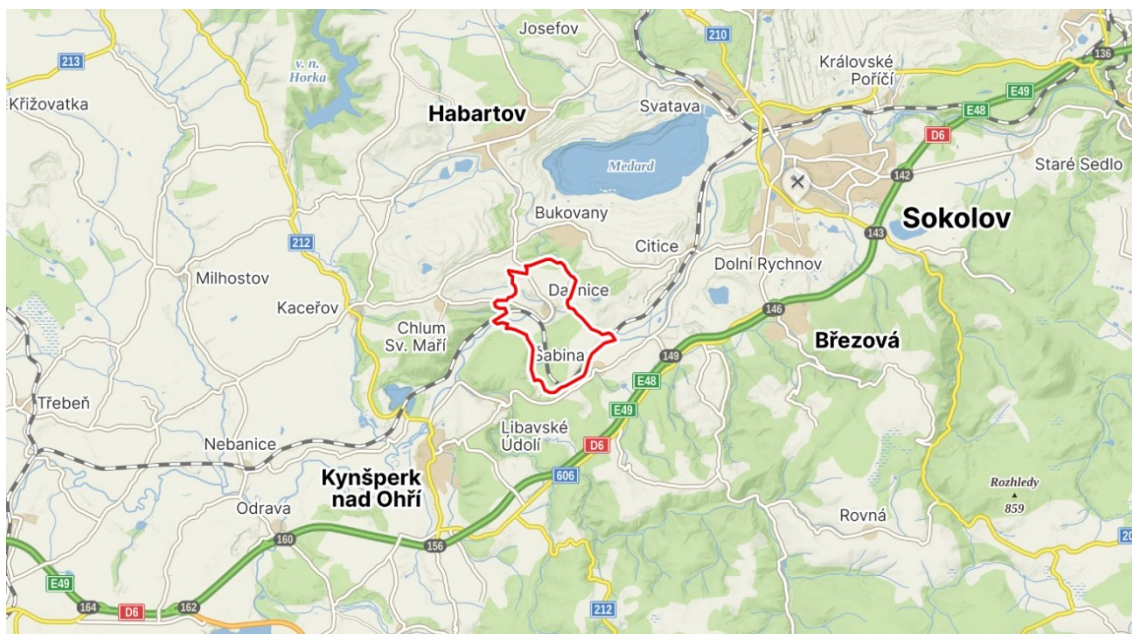 Josefov
210
136
Královské
Poříčí
213
v. n.
Horka
E49
Křižovatka
Habartov
Svatava
E48
D6
Medard
Staré Sedlo
142
Bukovany
Sokolov
143
212
Citice
Dolní Rychnov
Milhostov
Dasnice
Kaceřov
146
Chlum
Sv. Maří
Březová
Šabina
149
E48
Třebeň
E49
Libavské
Údolí
D6
Nebanice
606
Kynšperk
nad Ohří
Rozhledy
859
Odrava
Rovná
160
156
20
E49
164
D6
162
212